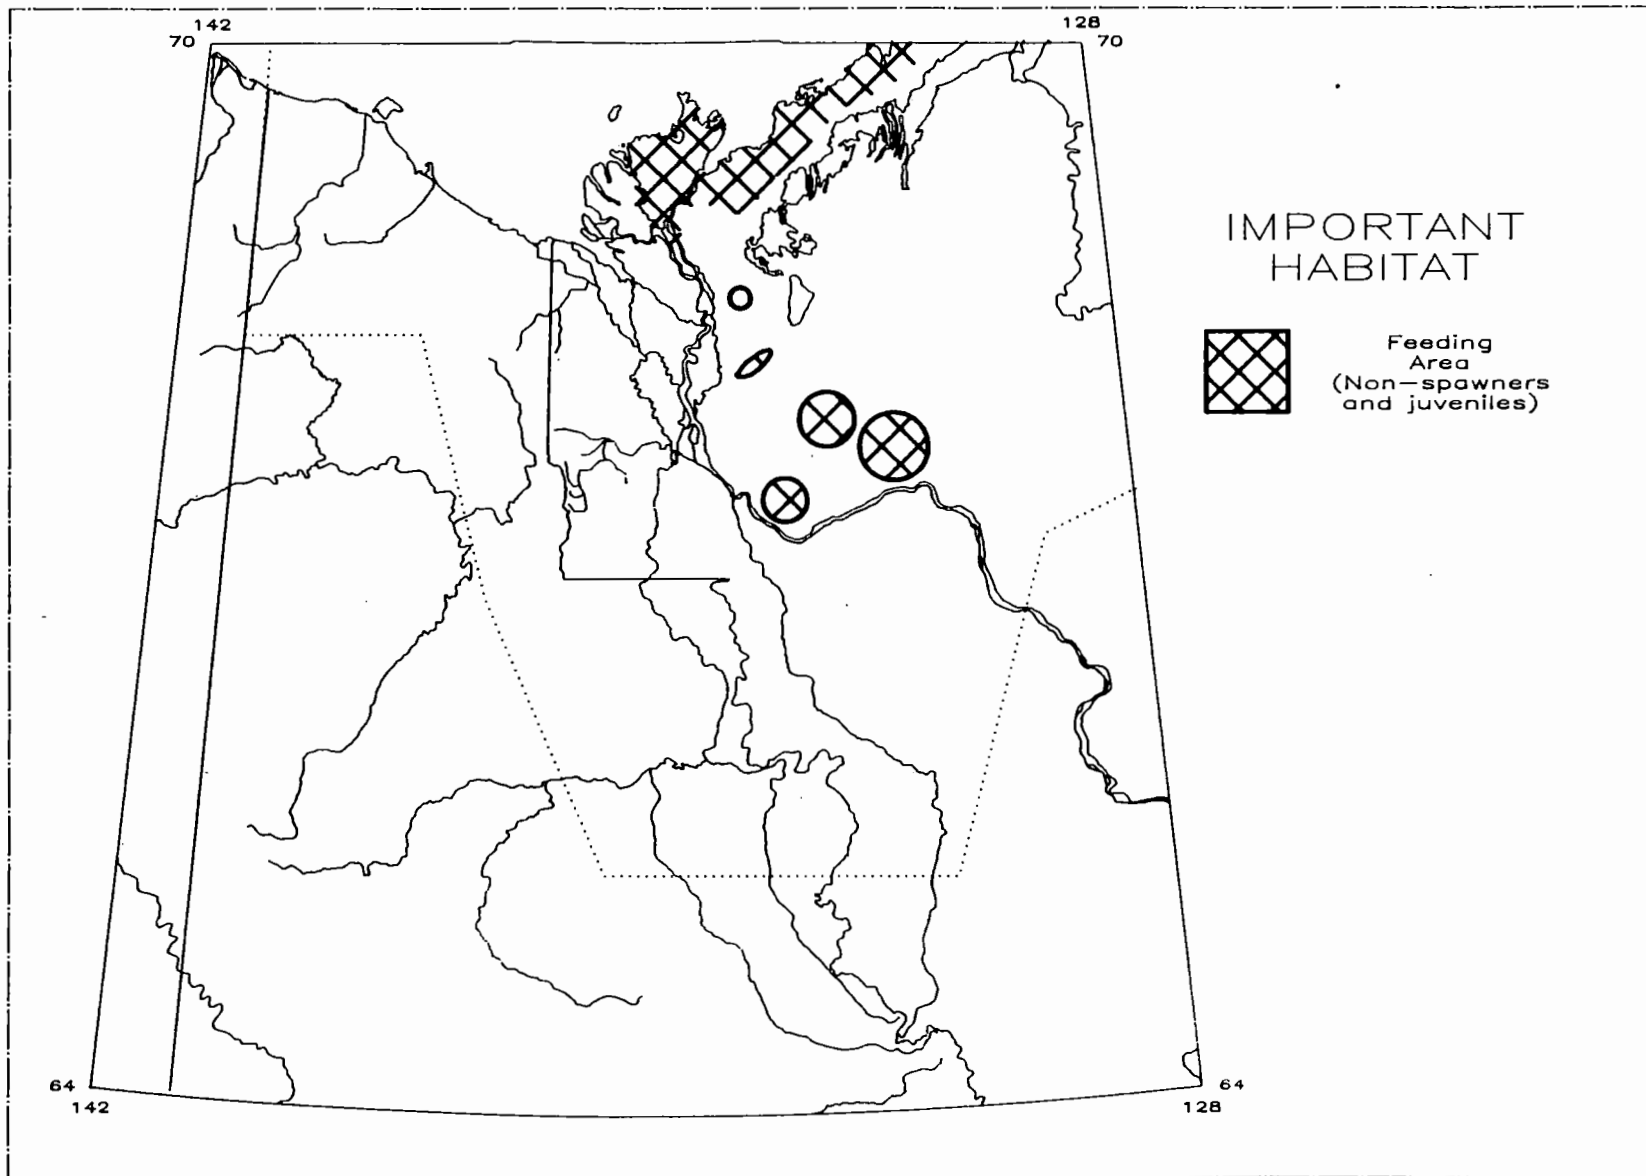 142
128
70
70
IMPORTANT
HABITAT
Feeding
Area
(Non-spawners
and juveniles)
64
64
142
128